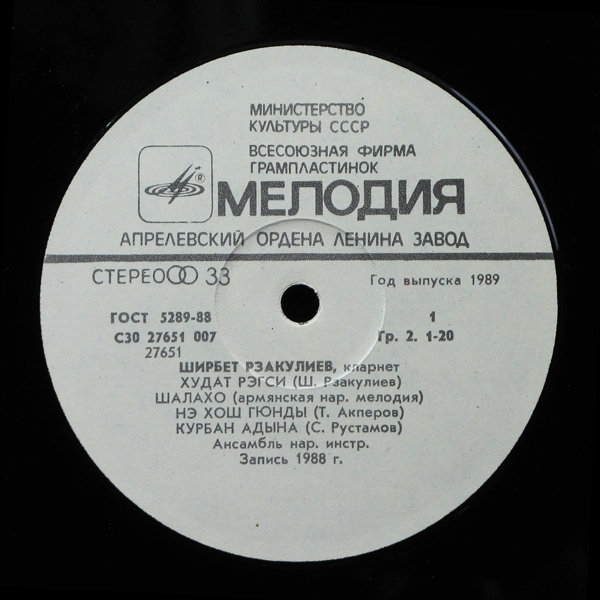 МИНИСТЕРСТВО
КУЛЬТУРЫ СССР
ВСЕСОЮЗНАЯ ФИРМА
ГРАМПЛАСТИНОК
®
МЕЛОДИЯ
АПРЕЛЕВСКИЙ ОРДЕНА ЛЕНИНА ЗАВОД
СТЕРЕО 33
Год выпуска 1989
ГОСТ 5289-88
1
С30 27651 007
Гр. 2. 1-20
27651
ШИРБЕТ РЗАКУЛИЕВ, кларнет
ХУДАТ РЭГСИ (Ш. Рзакулиев)
ШАЛАХО (армянская нар. мелодия)
НЭ ХОШ ГЮНДЫ (Т. Акперов)
КУРБАН АДЫНА (С. Рустамов)
Ансамбль нар. инстр.
Запись 1988 г.